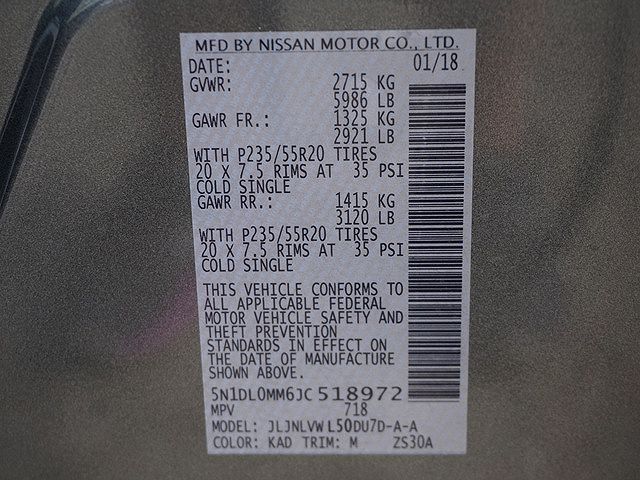 MFD BY NISSAN MOTOR CO., LTD.
DATE: 01/18
GVWR: 2715 KG
5986 LB
GAWR FR.: 1325 KG
2921 LB
WITH P235/55R20 TIRES
20 X 7.5 RIMS AT 35 PSI
COLD SINGLE
GAWR RR.: 1415 KG
3120 LB
WITH P235/55R20 TIRES
20 X 7.5 RIMS AT 35 PSI
COLD SINGLE
THIS VEHICLE CONFORMS TO
ALL APPLICABLE FEDERAL
MOTOR VEHICLE SAFETY AND
THEFT PREVENTION
STANDARDS IN EFFECT ON
THE DATE OF MANUFACTURE
SHOWN ABOVE.
5N1DL0MM6JC518972
MPV 718
MODEL: JLJNLVWL50DU7D-A-A
COLOR: KAD TRIM: M ZS30A